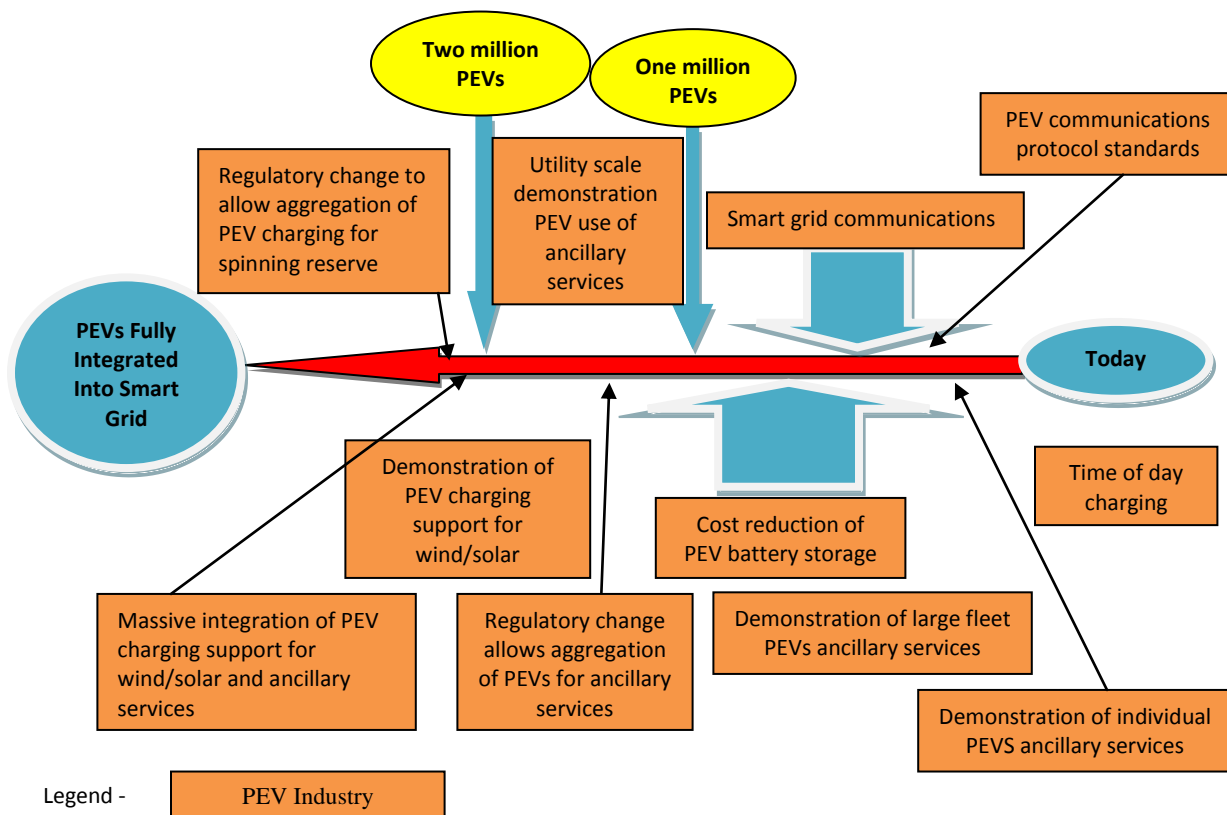 Two million
PEVs
One million
PEVs
PEV communications
protocol standards
Regulatory change to
allow aggregation of
PEV charging for
spinning reserve
Utility scale
demonstration
PEV use of
ancillary
services
Smart grid communications
PEVs Fully
Integrated
Into Smart
Grid
Today
Demonstration of
PEV charging
support for
wind/solar
Cost reduction of
PEV battery storage
Time of day
charging
Massive integration of PEV
charging support for
wind/solar and ancillary
services
Regulatory change
allows aggregation
of PEVs for ancillary
services
Demonstration of large fleet
PEVs ancillary services
Demonstration of individual
PEVS ancillary services
Legend -
PEV Industry